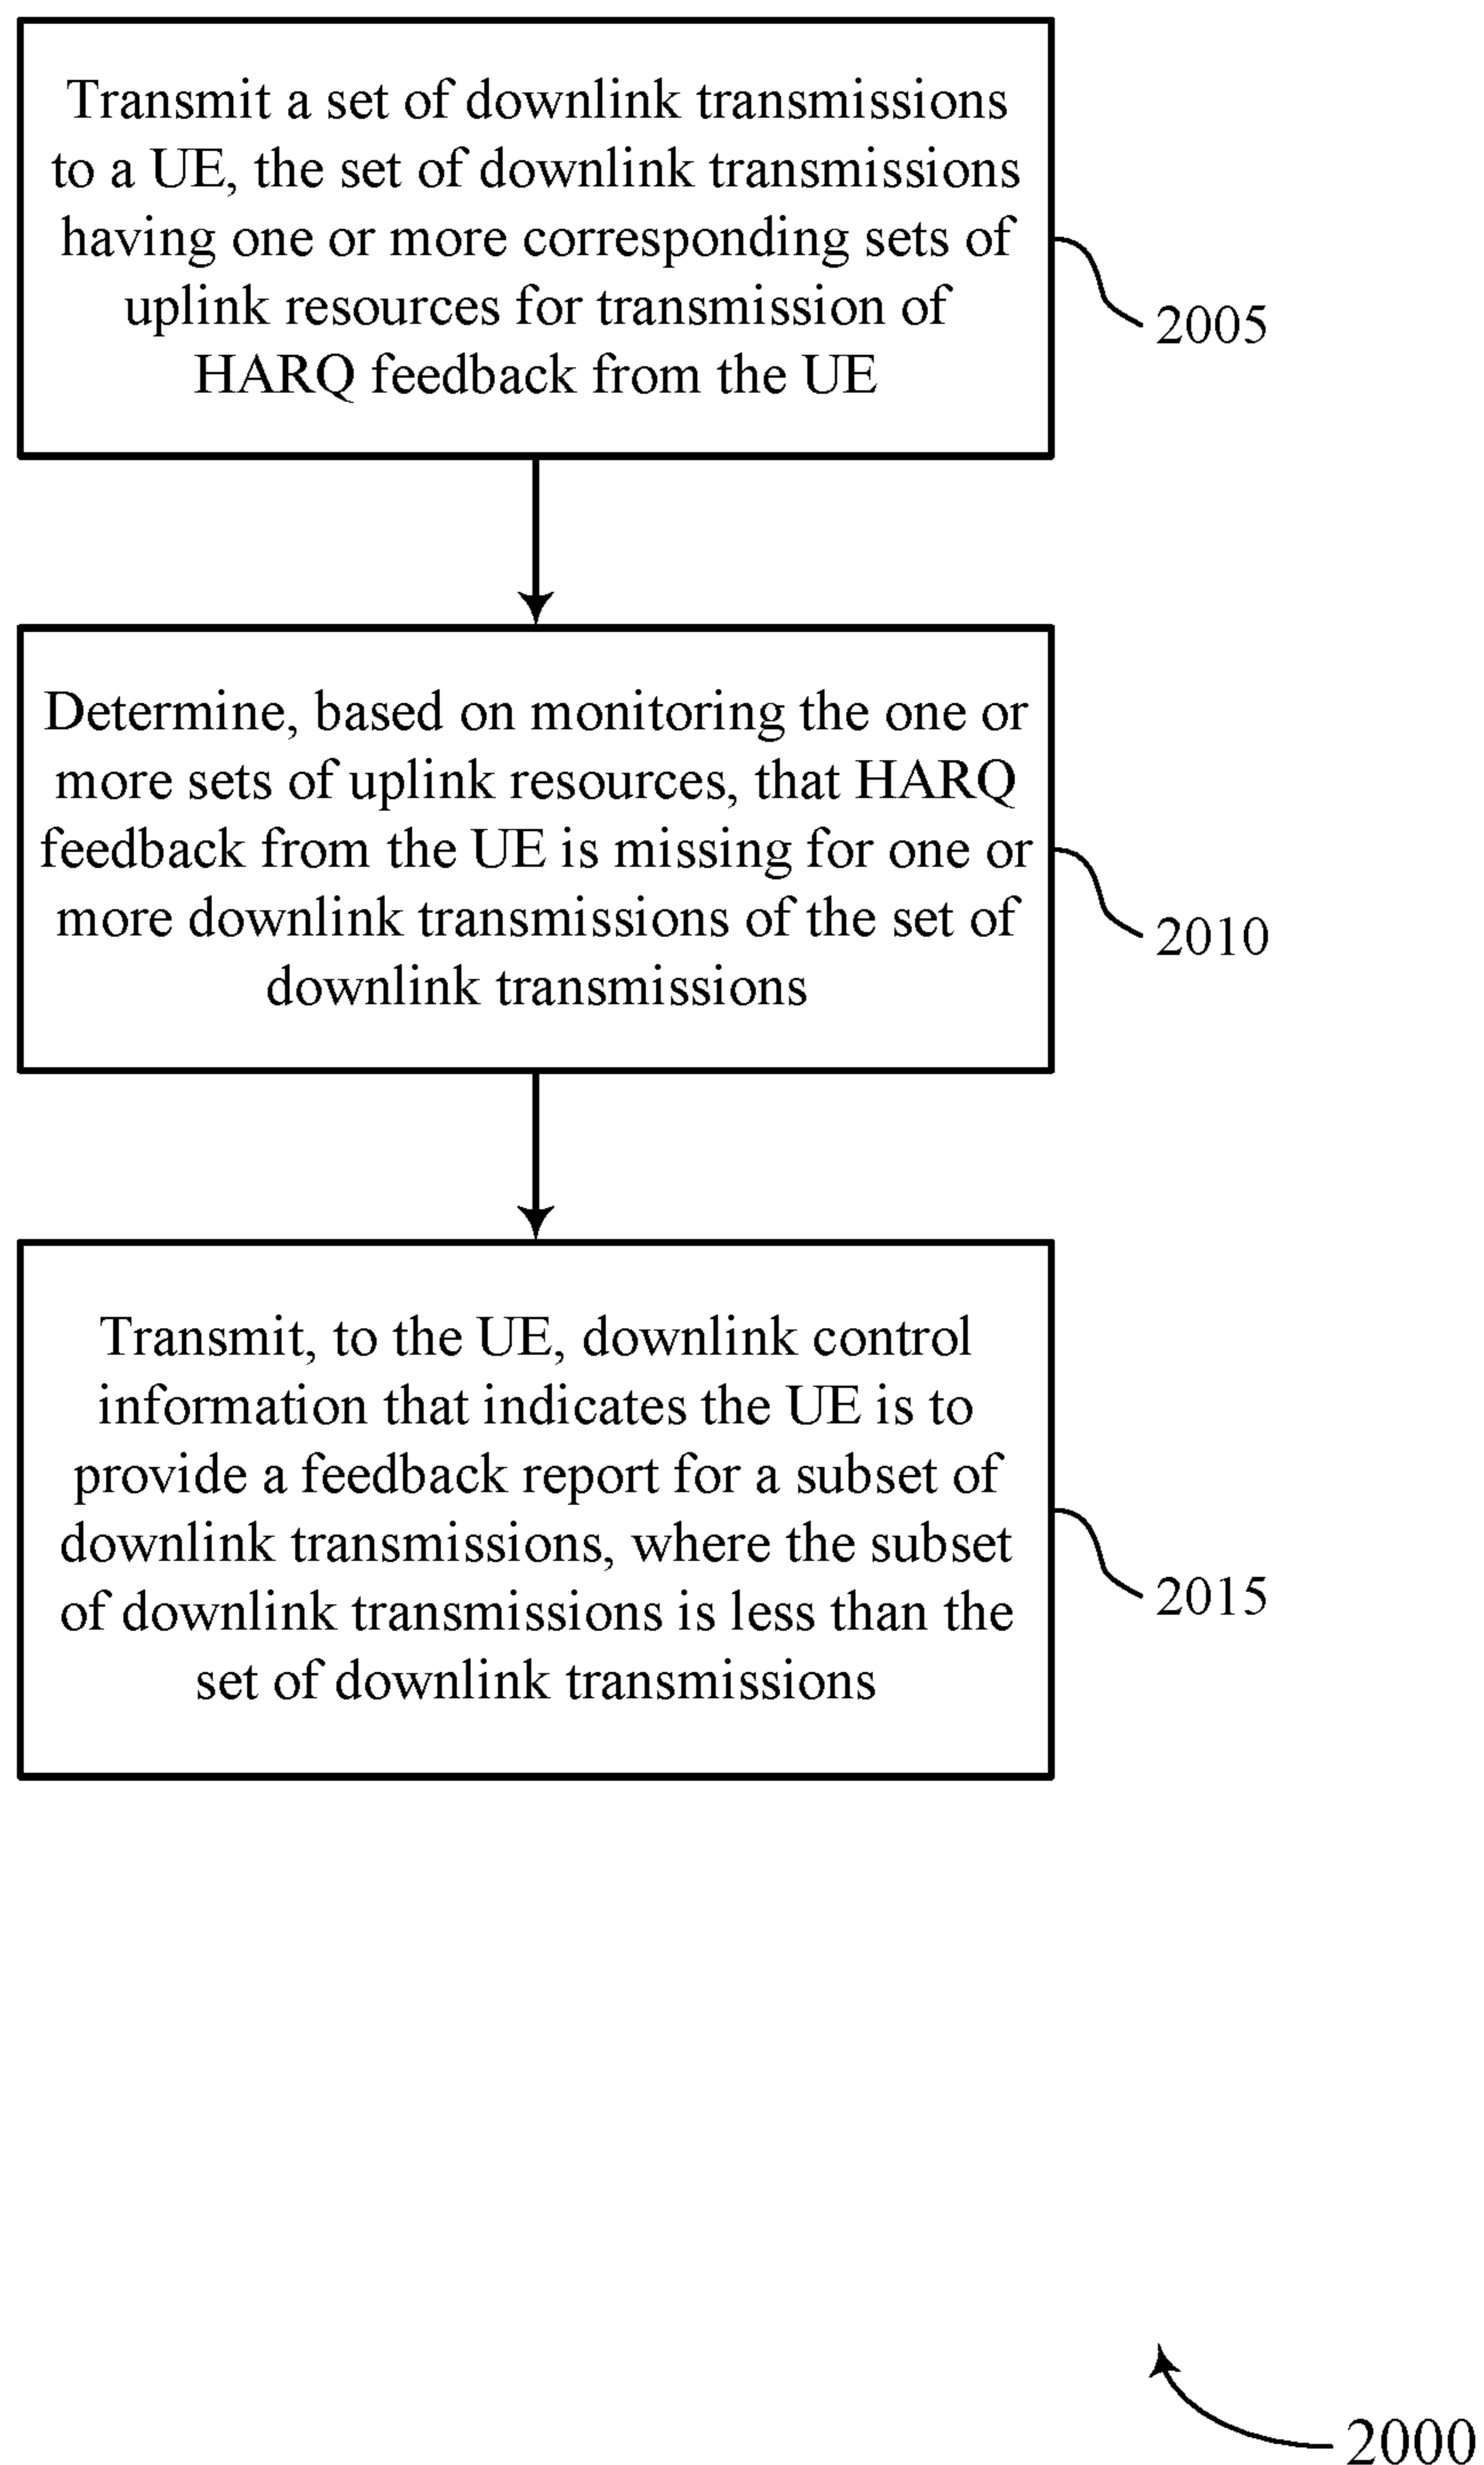 Transmit a set of downlink transmissions
to a UE, the set of downlink transmissions
having one or more corresponding sets of
uplink resources for transmission of
HARQ feedback from the UE
2005
Determine, based on monitoring the one or
more sets of uplink resources, that HARQ
feedback from the UE is missing for one or
more downlink transmissions of the set of
downlink transmissions
2010
Transmit, to the UE, downlink control
information that indicates the UE is to
provide a feedback report for a subset of
downlink transmissions, where the subset
of downlink transmissions is less than the
set of downlink transmissions
2015
2000